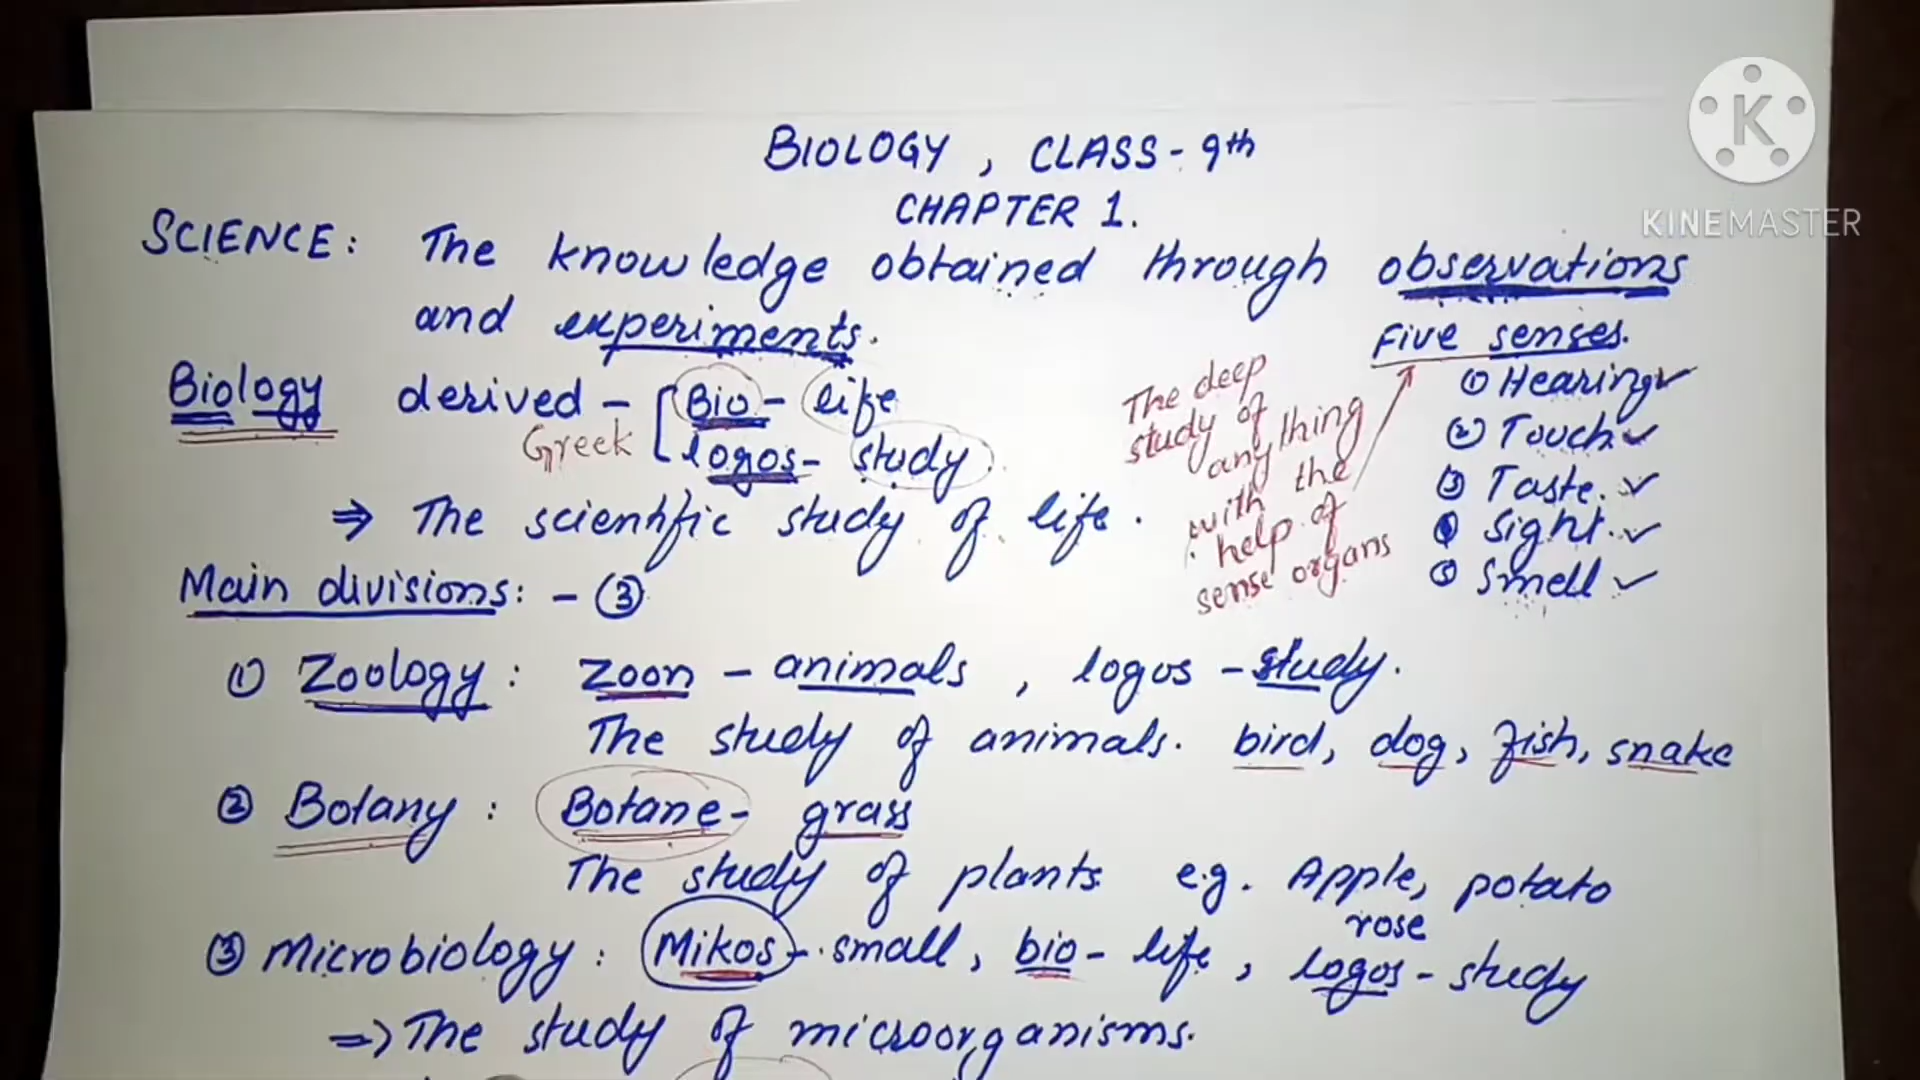 BIOLOGY, CLASS-9th
CHAPTER 1.
SCIENCE: The knowledge obtained through observations
and experiments.
Five senses.
① Hearing ✓
② Touch ✓
③ Taste. ✓
Sight. ✓
⑤ Smell ✓
The deep
study of
anything
with the
help of
sense organs
Biology derived - [Bio - life
Greek logos - study
⇒ The scientific study of life.
Main divisions: - ③
① Zoology: Zoon - animals, logos - study.
The study of animals. bird, dog, fish, snake
② Botany: Botane - grass
The study of plants e.g. Apple, potato
rose
③ Microbiology: Mikos - small, bio - life, logos - study
⇒ The study of microorganisms.
K
KINEMASTER